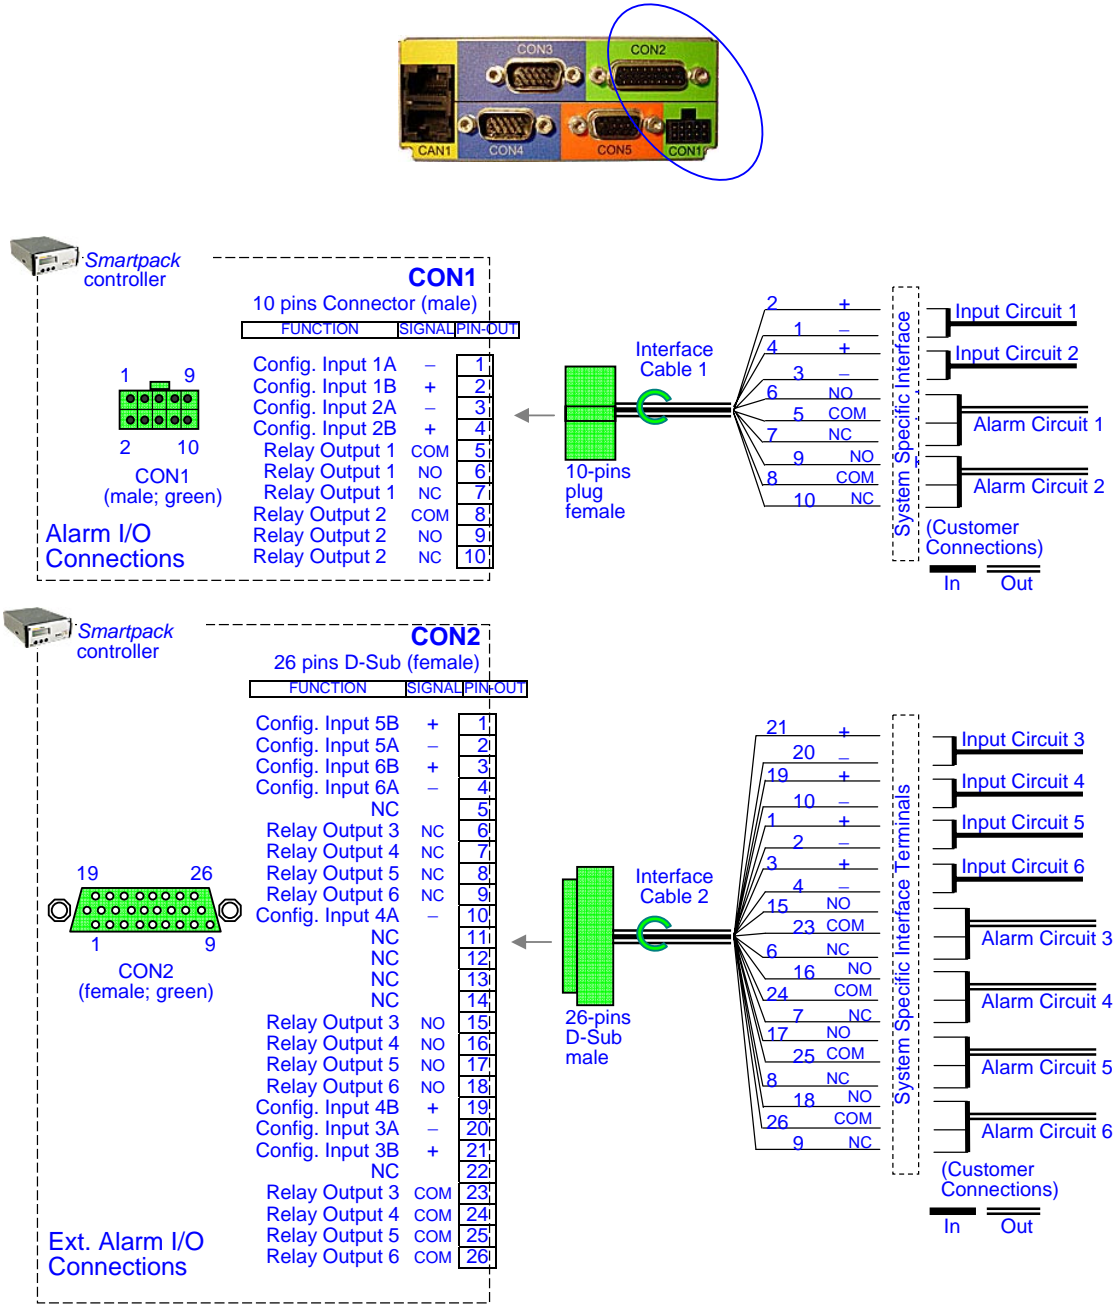 CON3
CON2
CAN1
CON4
CON5
CON1
Smartpack
controller
CON1
10 pins Connector (male)
FUNCTION SIGNAL PIN-OUT
Config. Input 1A – 1
Config. Input 1B + 2
Config. Input 2A – 3
Config. Input 2B + 4
Relay Output 1 COM 5
Relay Output 1 NO 6
Relay Output 1 NC 7
Relay Output 2 COM 8
Relay Output 2 NO 9
Relay Output 2 NC 10
1 9
2 10
CON1
(male; green)
Alarm I/O
Connections
Interface
Cable 1
10-pins
plug
female
2 +
1 –
4 +
3 –
6 NO
5 COM
7 NC
9 NO
8 COM
10 NC
System Specific Interface
Input Circuit 1
Input Circuit 2
Alarm Circuit 1
Alarm Circuit 2
(Customer
Connections)
In Out
Smartpack
controller
CON2
26 pins D-Sub (female)
FUNCTION SIGNAL PIN-OUT
Config. Input 5B + 1
Config. Input 5A – 2
Config. Input 6B + 3
Config. Input 6A – 4
NC 5
Relay Output 3 NC 6
Relay Output 4 NC 7
Relay Output 5 NC 8
Relay Output 6 NC 9
Config. Input 4A – 10
NC 11
NC 12
NC 13
NC 14
Relay Output 3 NO 15
Relay Output 4 NO 16
Relay Output 5 NO 17
Relay Output 6 NO 18
Config. Input 4B + 19
Config. Input 3A – 20
Config. Input 3B + 21
NC 22
Relay Output 3 COM 23
Relay Output 4 COM 24
Relay Output 5 COM 25
Relay Output 6 COM 26
19 26
1 9
CON2
(female; green)
Ext. Alarm I/O
Connections
Interface
Cable 2
26-pins
D-Sub
male
21 +
20 –
19 +
10 –
1 +
2 –
3 +
4 –
15 NO
23 COM
6 NC
16 NO
24 COM
7 NC
17 NO
25 COM
8 NC
18 NO
26 COM
9 NC
System Specific Interface Terminals
Input Circuit 3
Input Circuit 4
Input Circuit 5
Input Circuit 6
Alarm Circuit 3
Alarm Circuit 4
Alarm Circuit 5
Alarm Circuit 6
(Customer
Connections)
In Out